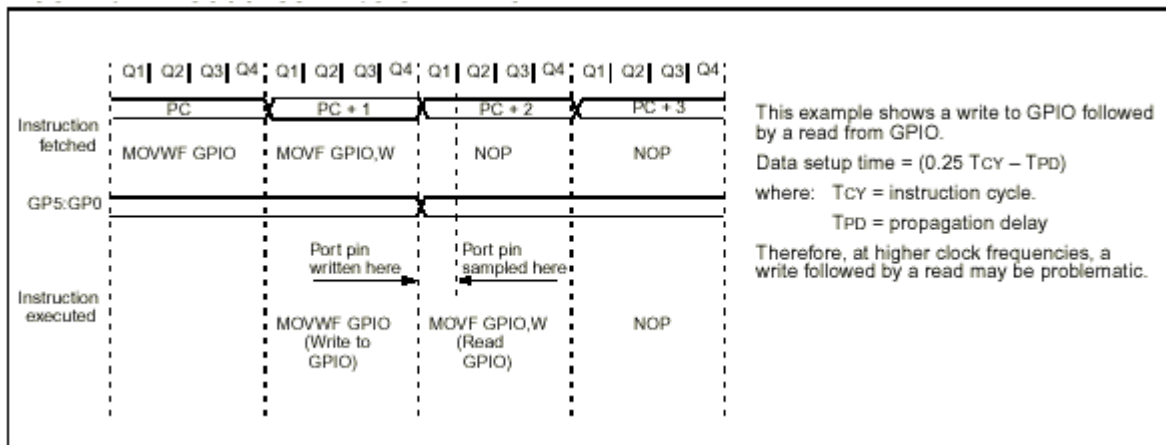 Q1 Q2 Q3 Q4 Q1 Q2 Q3 Q4 Q1 Q2 Q3 Q4 Q1 Q2 Q3 Q4
PC PC + 1 PC + 2 PC + 3
Instruction
fetched
MOVWF GPIO MOVF GPIO,W NOP NOP
GP5:GP0
Port pin
written here
Port pin
sampled here
Instruction
executed
MOVWF GPIO
(Write to
GPIO)
MOVF GPIO,W
(Read
GPIO)
NOP
This example shows a write to GPIO followed
by a read from GPIO.
Data setup time = (0.25 TCY – TPD)
where: TCY = instruction cycle.
TPD = propagation delay
Therefore, at higher clock frequencies, a
write followed by a read may be problematic.